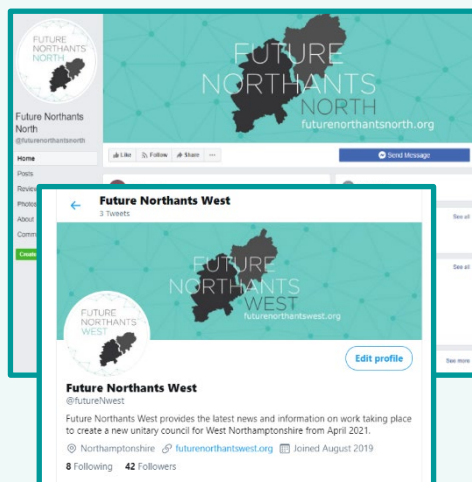 FUTURE
NORTHANTS
NORTH
FUTURE
NORTHANTS
NORTH
futurenorthantsnorth.org
Future Northants
North
@futurenorthantsnorth
Like Follow Share ...
Send Message
Home
Posts
Photos
About
See all
See all
See more
← Future Northants West
3 Tweets
FUTURE
NORTHANTS
WEST
futurenorthantswest.org
FUTURE
NORTHANTS
WEST
Edit profile
Future Northants West
@futureNwest
Future Northants West provides the latest news and information on work taking place
to create a new unitary council for West Northamptonshire from April 2021.
Northamptonshire futurenorthantswest.org Joined August 2019
8 Following 42 Followers